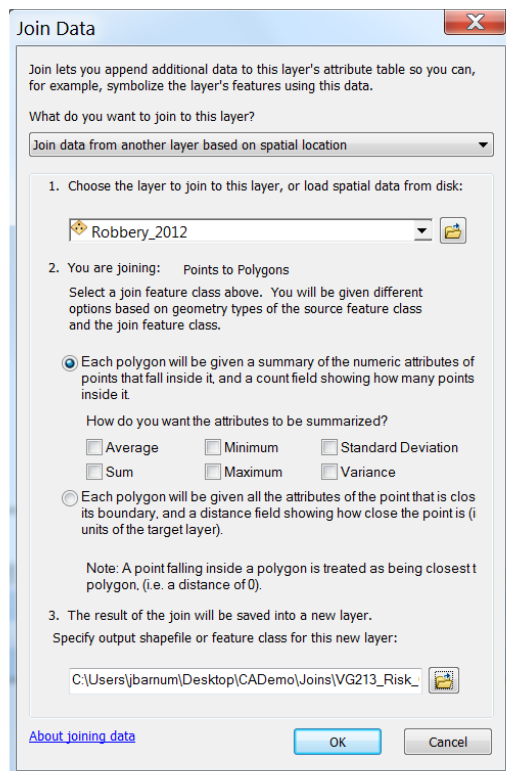 Join Data
Join lets you append additional data to this layer's attribute table so you can,
for example, symbolize the layer's features using this data.
What do you want to join to this layer?
Join data from another layer based on spatial location
1. Choose the layer to join to this layer, or load spatial data from disk:
Robbery_2012
2. You are joining: Points to Polygons
Select a join feature class above. You will be given different
options based on geometry types of the source feature class
and the join feature class.
Each polygon will be given a summary of the numeric attributes of
points that fall inside it, and a count field showing how many points
inside it.
How do you want the attributes to be summarized?
Average Minimum Standard Deviation
Sum Maximum Variance
Each polygon will be given all the attributes of the point that is clos
its boundary, and a distance field showing how close the point is (i
units of the target layer).
Note: A point falling inside a polygon is treated as being closest t
polygon, (i.e. a distance of 0).
3. The result of the join will be saved into a new layer.
Specify output shapefile or feature class for this new layer:
C:\Users\jbarnum\Desktop\CADemo\Joins\VG213_Risk_
About joining data
OK Cancel